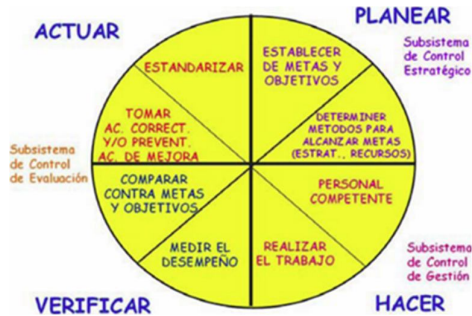 ACTUAR
PLANEAR
ESTANDARIZAR
ESTABLECER
DE METAS Y
OBJETIVOS
Subsistema
de Control
Estratégico
TOMAR
AC. CORRECT.
Y/O PREVENT.
AC. DE MEJORA
DETERMINER
METODOS PARA
ALCANZAR METAS
(ESTRAT., RECURSOS)
Subsistema
de Control
de Evaluación
COMPARAR
CONTRA METAS
Y OBJETIVOS
PERSONAL
COMPETENTE
MEDIR EL
DESEMPEÑO
REALIZAR
EL TRABAJO
Subsistema
de Control
de Gestión
VERIFICAR
HACER